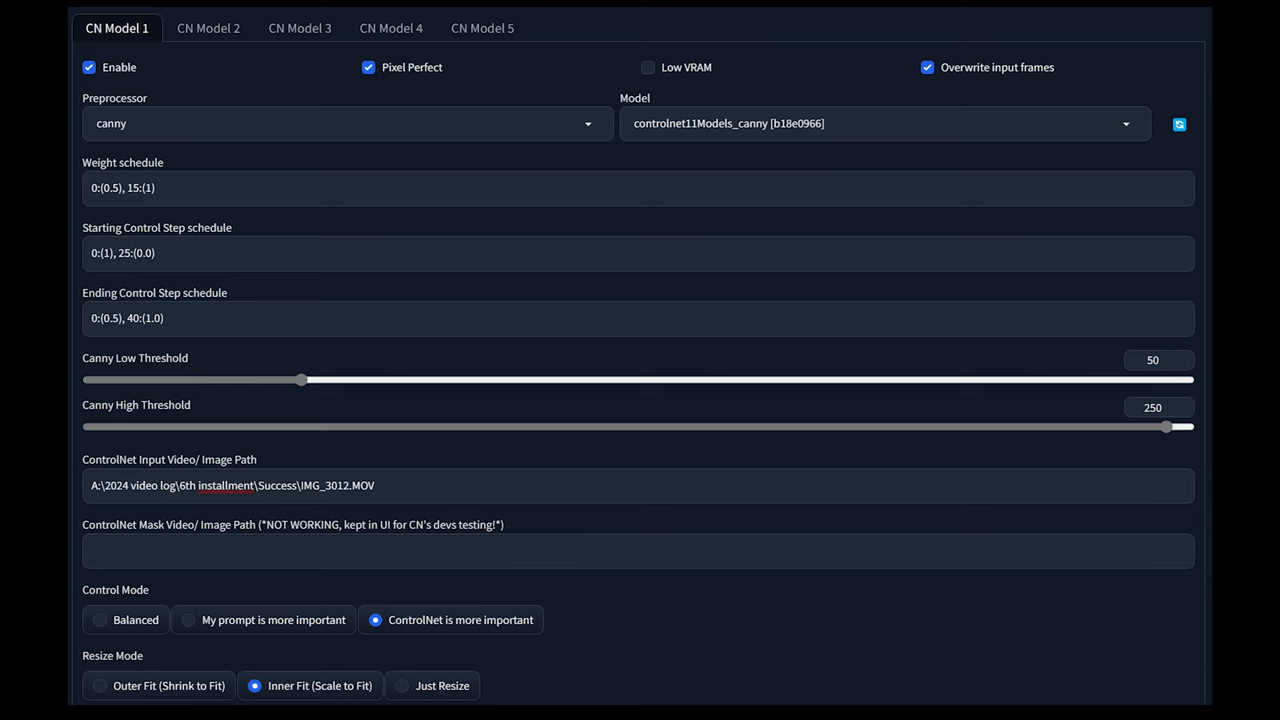 CN Model 1 CN Model 2 CN Model 3 CN Model 4 CN Model 5
Enable Pixel Perfect Low VRAM Overwrite input frames
Preprocessor Model
canny controlnet11Models_canny [b18e0966]
Weight schedule
0:(0.5), 15:(1)
Starting Control Step schedule
0:(1), 25:(0.0)
Ending Control Step schedule
0:(0.5), 40:(1.0)
Canny Low Threshold 50
Canny High Threshold 250
ControlNet Input Video/ Image Path
A:\2024 video log\6th installment\Success\IMG_3012.MOV
ControlNet Mask Video/ Image Path (*NOT WORKING, kept in UI for CN's devs testing!*)
Control Mode
Balanced My prompt is more important ControlNet is more important
Resize Mode
Outer Fit (Shrink to Fit) Inner Fit (Scale to Fit) Just Resize